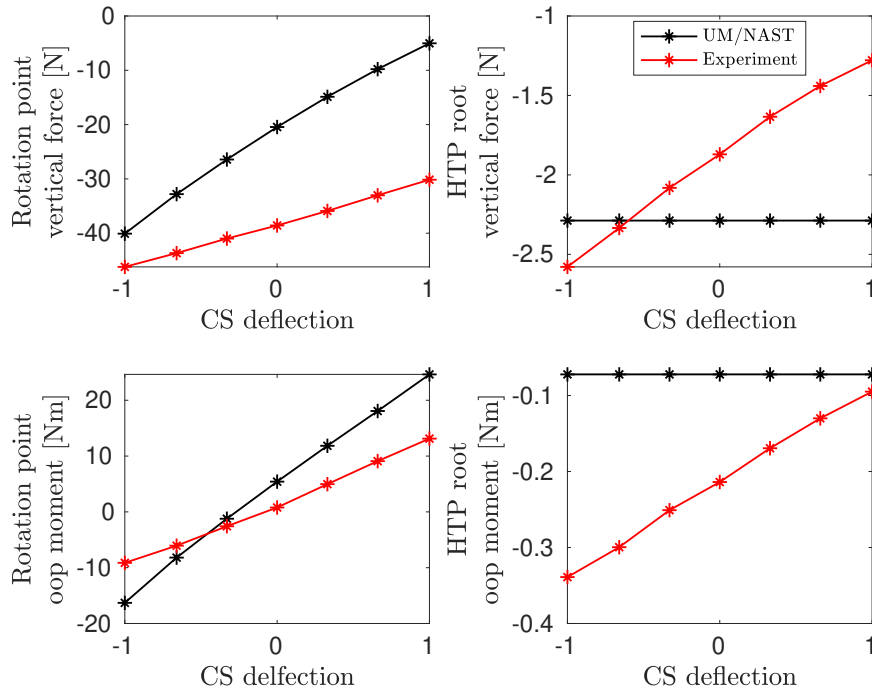 0
-10
-20
-30
-40
-1
0
1
Rotation point
vertical force [N]
CS deflection
-1
-1.5
-2
-2.5
-1
0
1
HTP root
vertical force [N]
CS deflection
UM/NAST
Experiment
20
10
0
-10
-20
-1
0
1
Rotation point
oop moment [Nm]
CS delfection
-0.1
-0.2
-0.3
-0.4
-1
0
1
HTP root
oop moment [Nm]
CS deflection